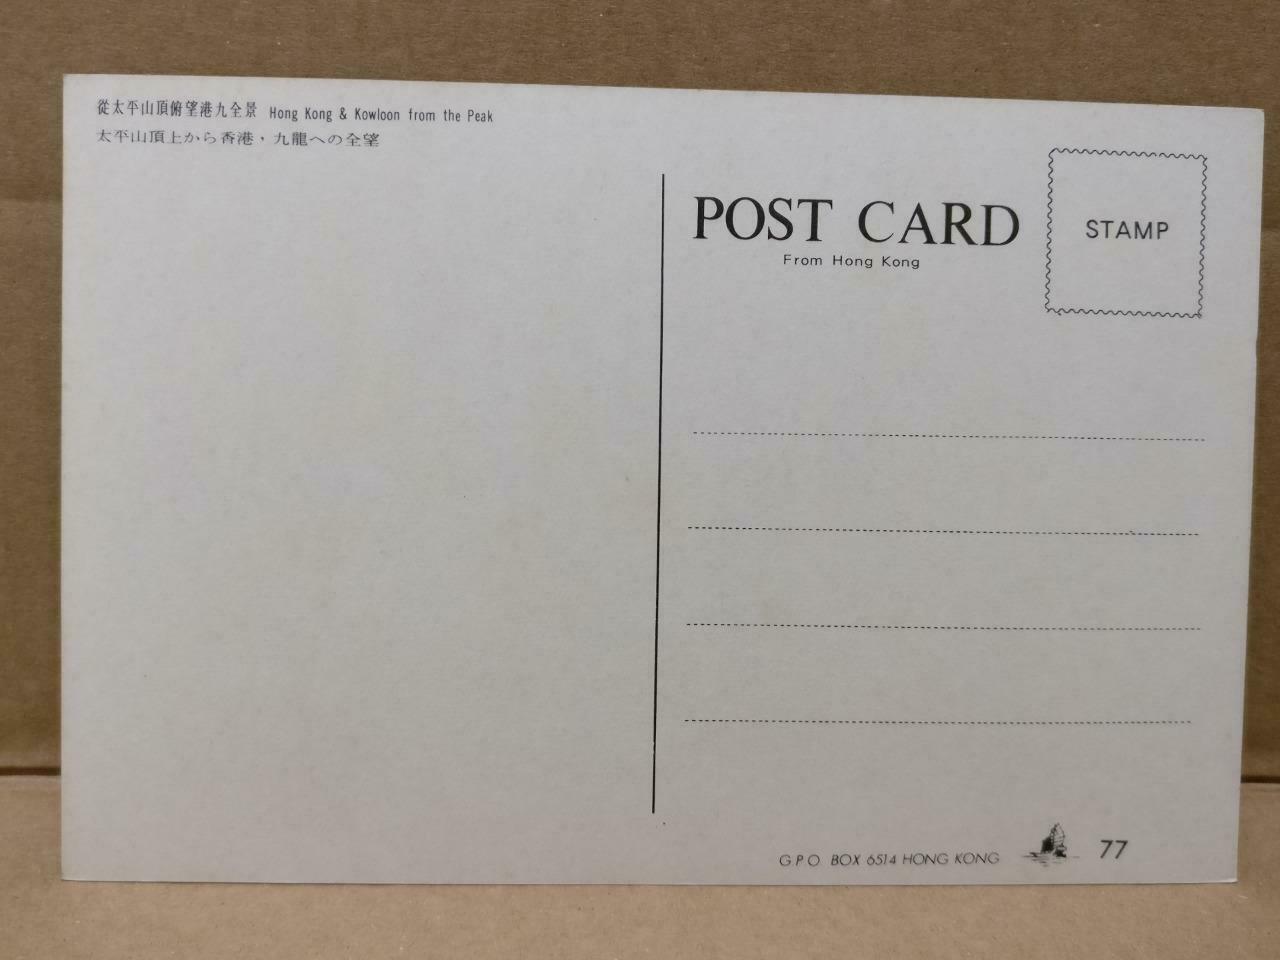 從太平山頂俯望港九全景 Hong Kong & Kowloon from the Peak
太平山頂上から香港・九龍への全望
POST CARD
From Hong Kong
STAMP
G.P.O. BOX 6514 HONG KONG
77